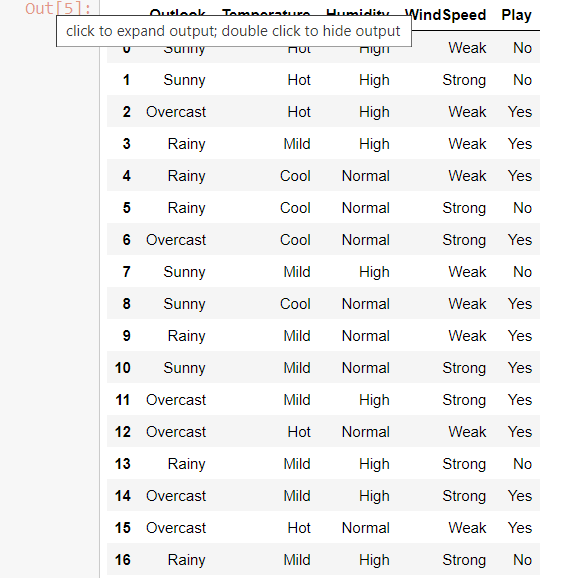 Out[5]:
Outlook Temperature Humidity WindSpeed Play
click to expand output; double click to hide output
0 Sunny Hot High Weak No
1 Sunny Hot High Strong No
2 Overcast Hot High Weak Yes
3 Rainy Mild High Weak Yes
4 Rainy Cool Normal Weak Yes
5 Rainy Cool Normal Strong No
6 Overcast Cool Normal Strong Yes
7 Sunny Mild High Weak No
8 Sunny Cool Normal Weak Yes
9 Rainy Mild Normal Weak Yes
10 Sunny Mild Normal Strong Yes
11 Overcast Mild High Strong Yes
12 Overcast Hot Normal Weak Yes
13 Rainy Mild High Strong No
14 Overcast Mild High Strong Yes
15 Overcast Hot Normal Weak Yes
16 Rainy Mild High Strong No